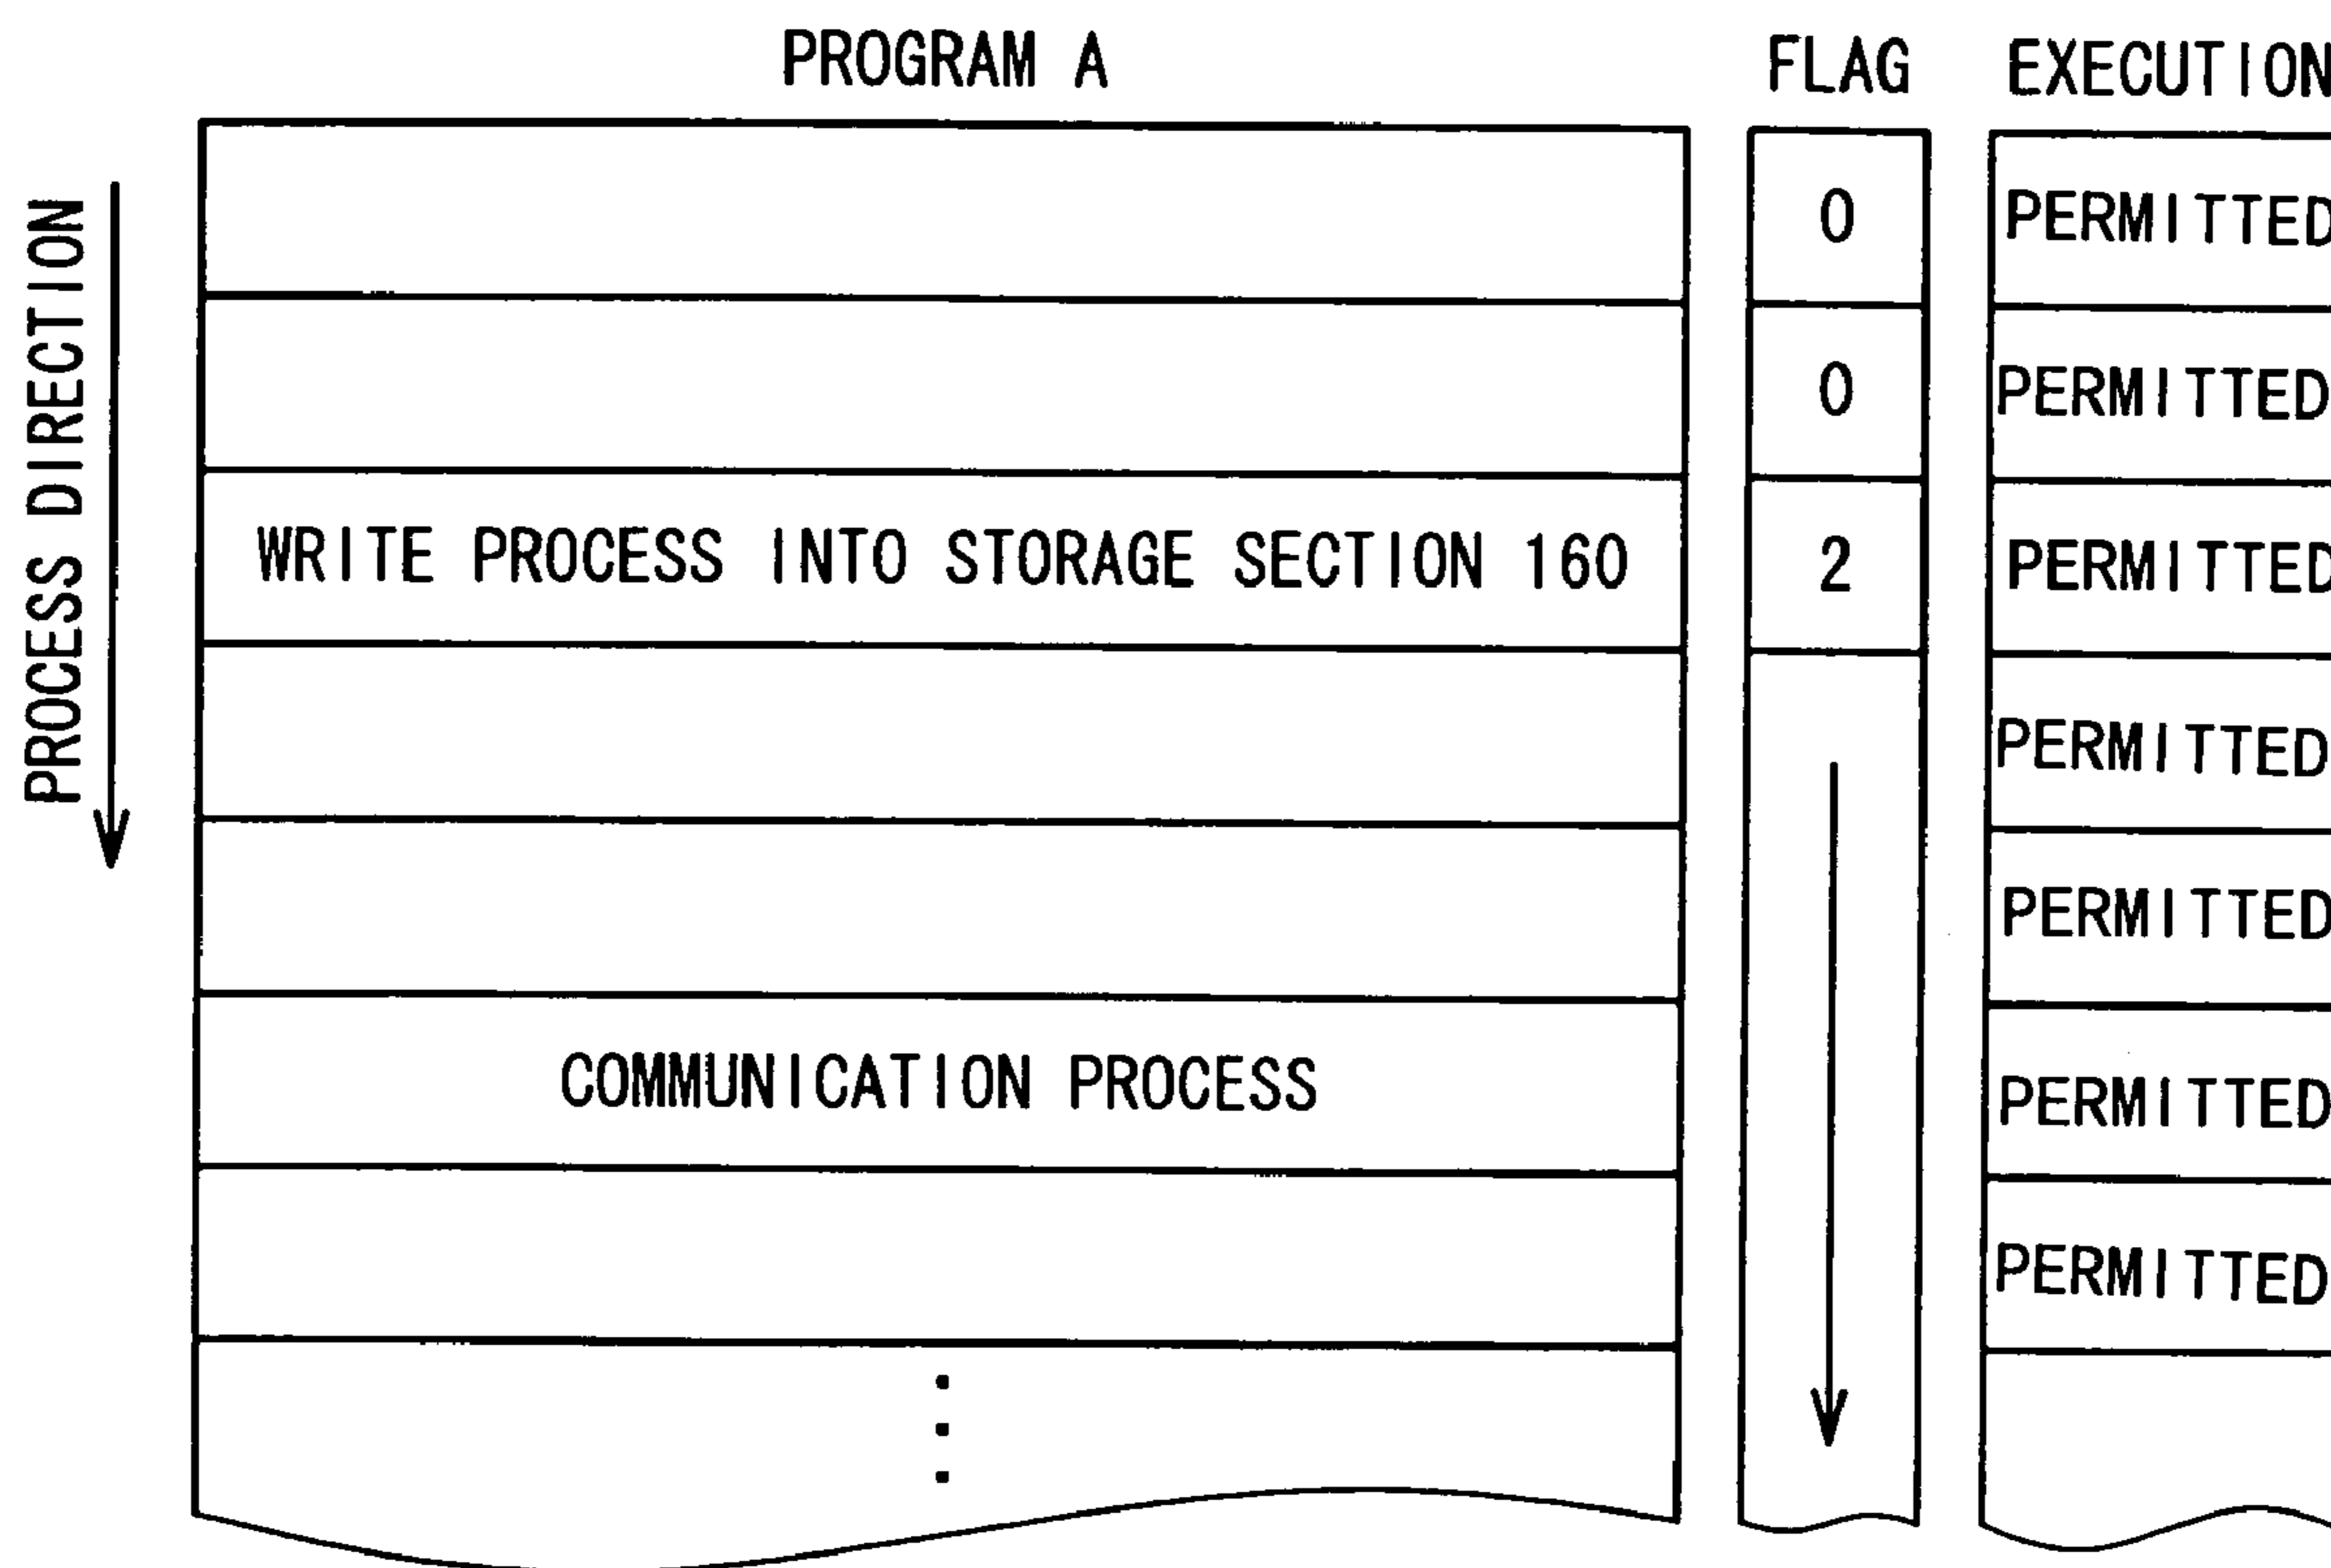 PROGRAM A
FLAG
EXECUTION
PROCESS DIRECTION
0
PERMITTED
0
PERMITTED
WRITE PROCESS INTO STORAGE SECTION 160
2
PERMITTED
PERMITTED
PERMITTED
COMMUNICATION PROCESS
PERMITTED
PERMITTED